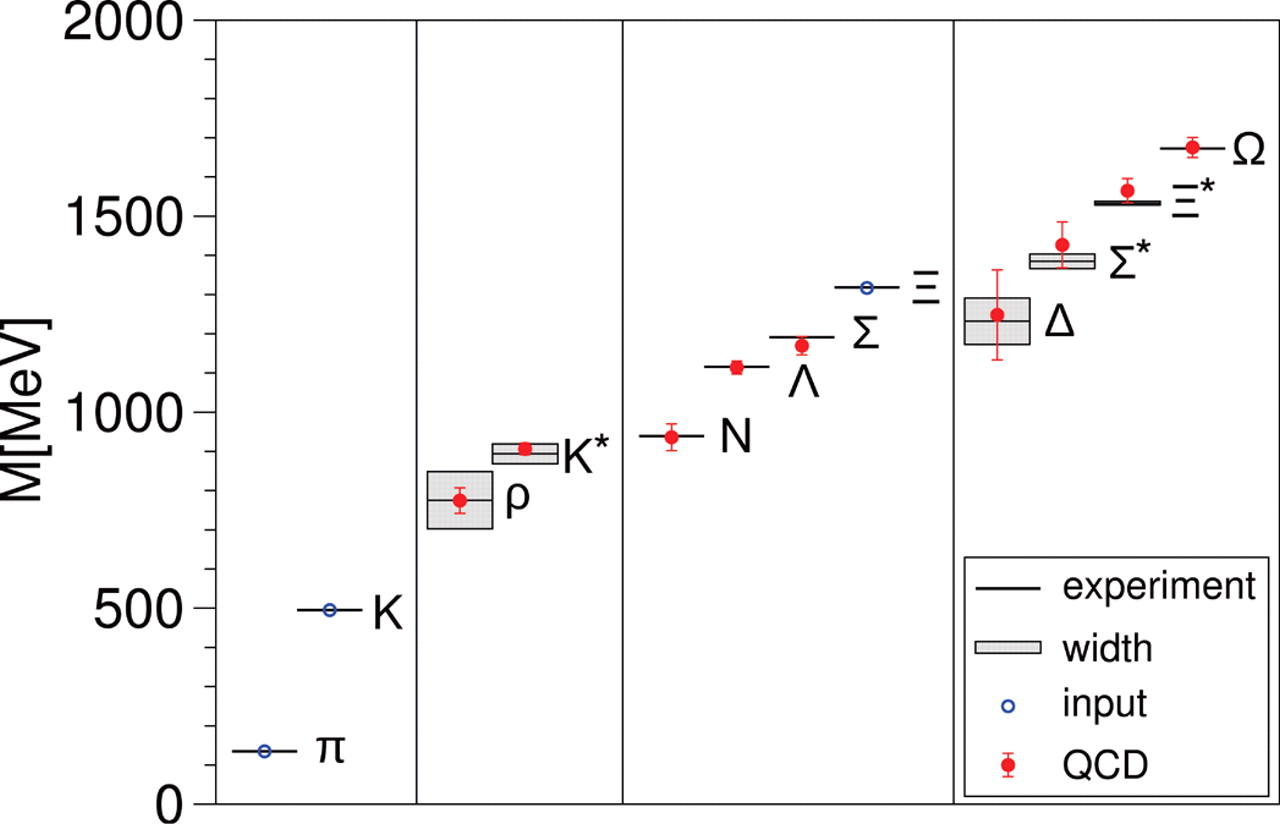 2000
1500
1000
500
0
M[MeV]
π
K
ρ
K*
N
Λ
Σ
Ξ
Δ
Σ*
Ξ*
Ω
experiment
width
input
QCD